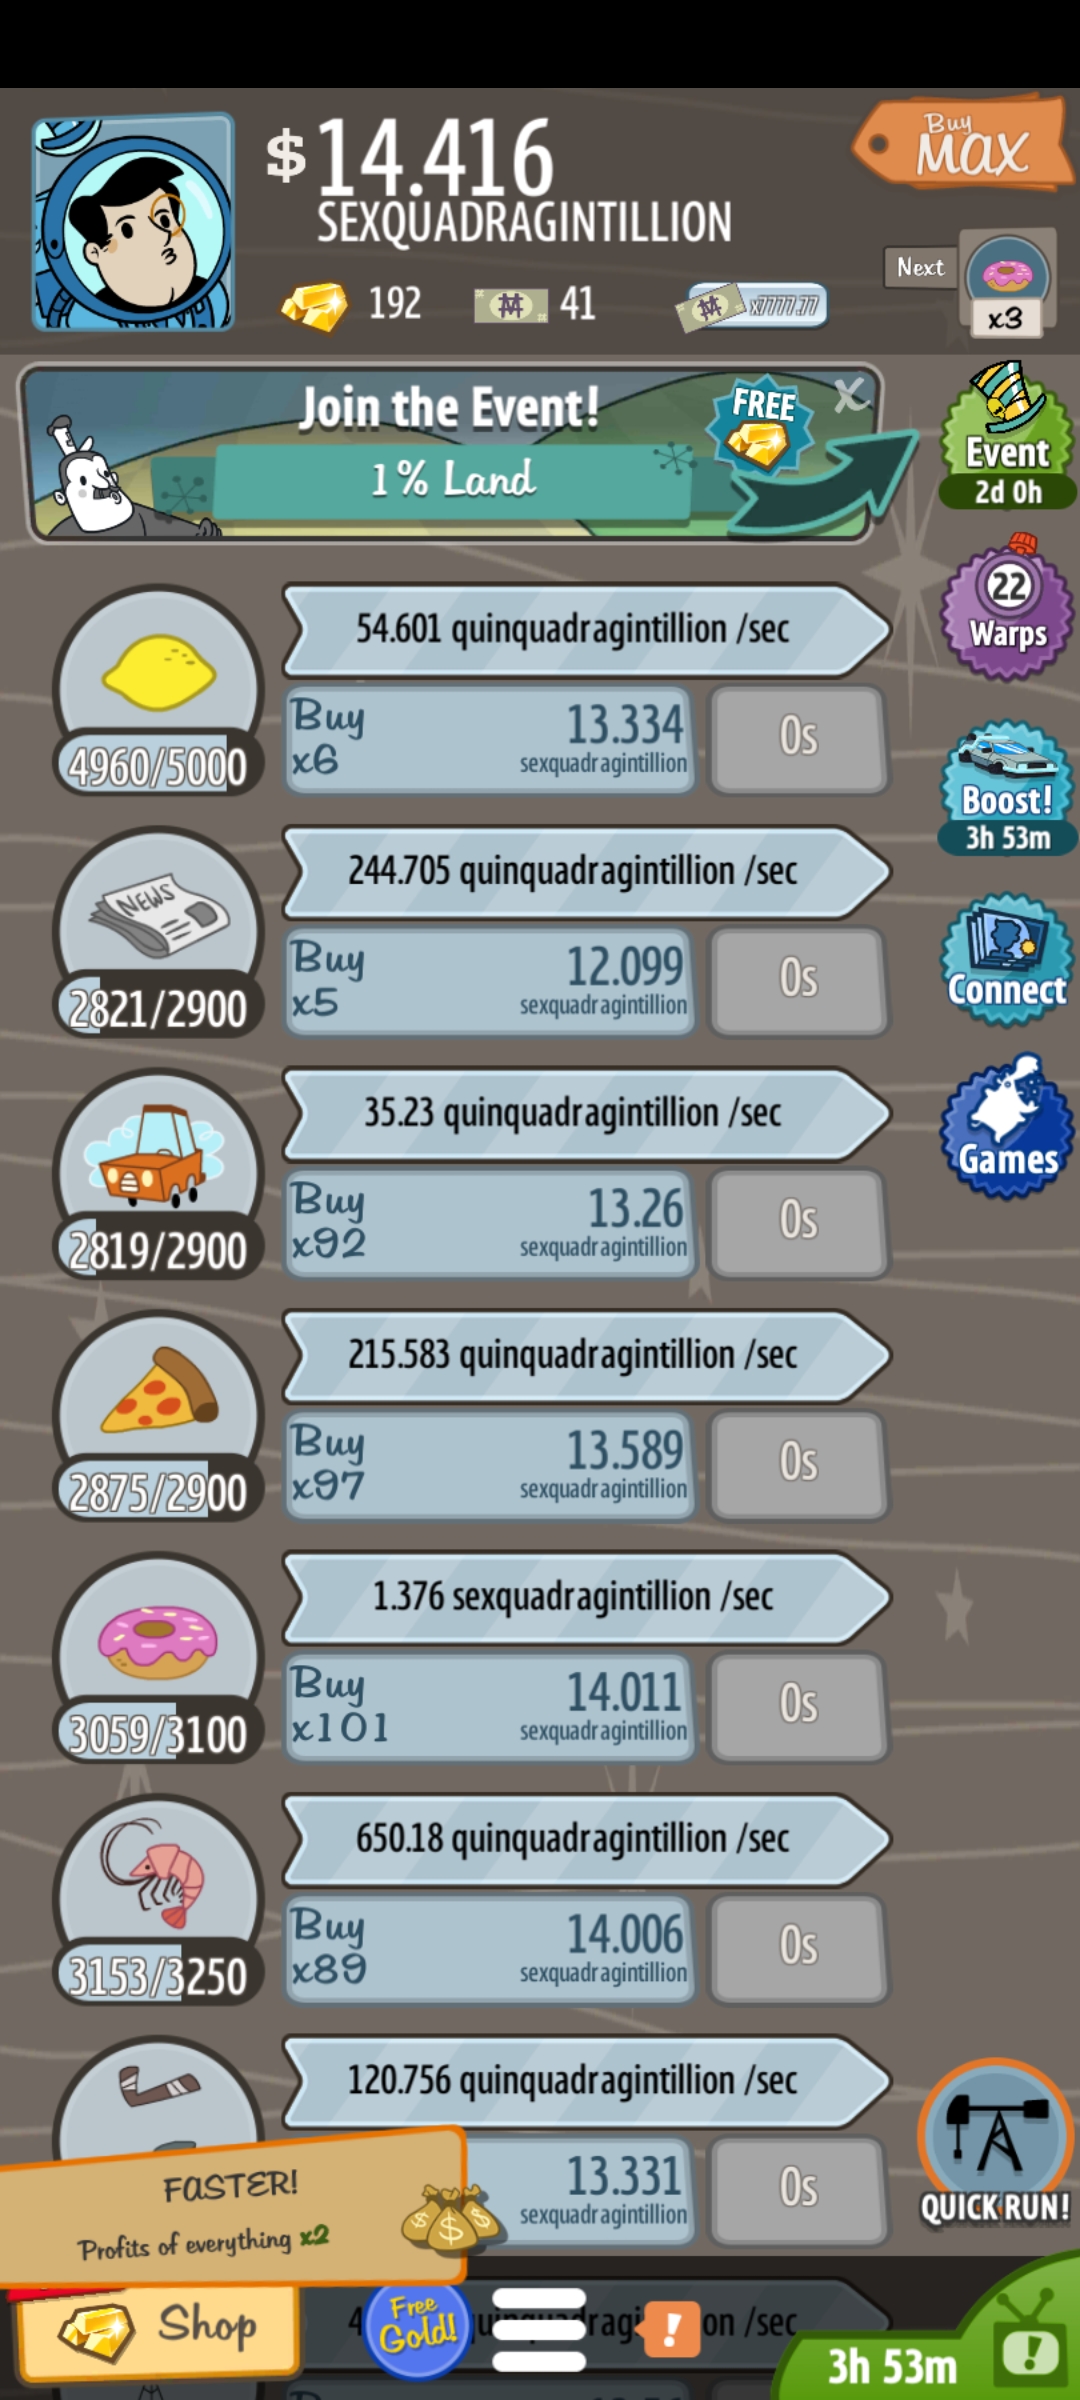 $14.416
SEXQUADRAGINTILLION
Buy
MAX
192
41
x7777.77
Next
x3
Join the Event!
FREE
X
1% Land
Event
2d 0h
22
Warps
Boost!
3h 53m
Connect
Games
54.601 quinquadragintillion /sec
4960/5000
Buy
x6
13.334
sexquadragintillion
0s
NEWS
244.705 quinquadragintillion /sec
2821/2900
Buy
x5
12.099
sexquadragintillion
0s
35.23 quinquadragintillion /sec
2819/2900
Buy
x92
13.26
sexquadragintillion
0s
215.583 quinquadragintillion /sec
2875/2900
Buy
x97
13.589
sexquadragintillion
0s
1.376 sexquadragintillion /sec
3059/3100
Buy
x101
14.011
sexquadragintillion
0s
650.18 quinquadragintillion /sec
3153/3250
Buy
x89
14.006
sexquadragintillion
0s
120.756 quinquadragintillion /sec
13.331
sexquadragintillion
0s
QUICK RUN!
FASTER!
Profits of everything x2
Shop
Free
Gold!
!
/sec
3h 53m
!